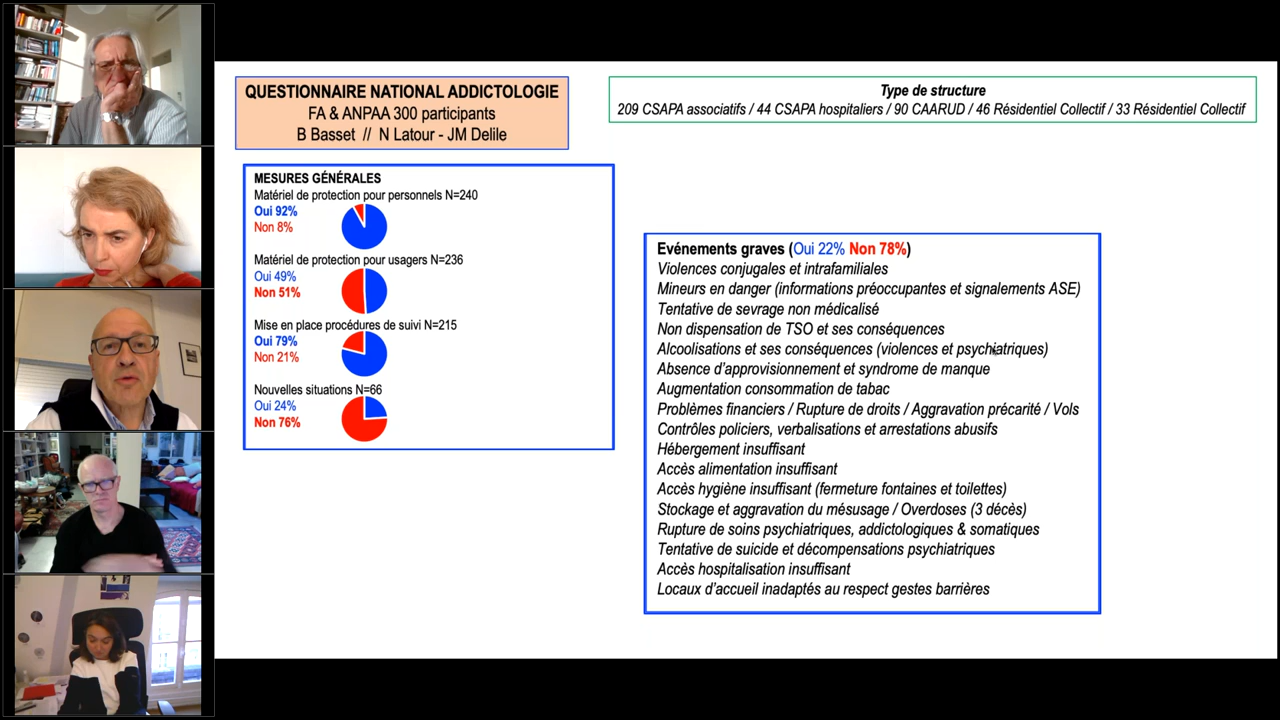 QUESTIONNAIRE NATIONAL ADDICTOLOGIE
FA & ANPAA 300 participants
B Basset // N Latour - JM Delile
Type de structure
209 CSAPA associatifs / 44 CSAPA hospitaliers / 90 CAARUD / 46 Résidentiel Collectif / 33 Résidentiel Collectif
MESURES GÉNÉRALES
Matériel de protection pour personnels N=240
Oui 92%
Non 8%
Matériel de protection pour usagers N=236
Oui 49%
Non 51%
Mise en place procédures de suivi N=215
Oui 79%
Non 21%
Nouvelles situations N=66
Oui 24%
Non 76%
Evénements graves (Oui 22% Non 78%)
Violences conjugales et intrafamiliales
Mineurs en danger (informations préoccupantes et signalements ASE)
Tentative de sevrage non médicalisé
Non dispensation de TSO et ses conséquences
Alcoolisations et ses conséquences (violences et psychiatriques)
Absence d'approvisionnement et syndrome de manque
Augmentation consommation de tabac
Problèmes financiers / Rupture de droits / Aggravation précarité / Vols
Contrôles policiers, verbalisations et arrestations abusifs
Hébergement insuffisant
Accès alimentation insuffisant
Accès hygiène insuffisant (fermeture fontaines et toilettes)
Stockage et aggravation du mésusage / Overdoses (3 décès)
Rupture de soins psychiatriques, addictologiques & somatiques
Tentative de suicide et décompensations psychiatriques
Accès hospitalisation insuffisant
Locaux d'accueil inadaptés au respect gestes barrières